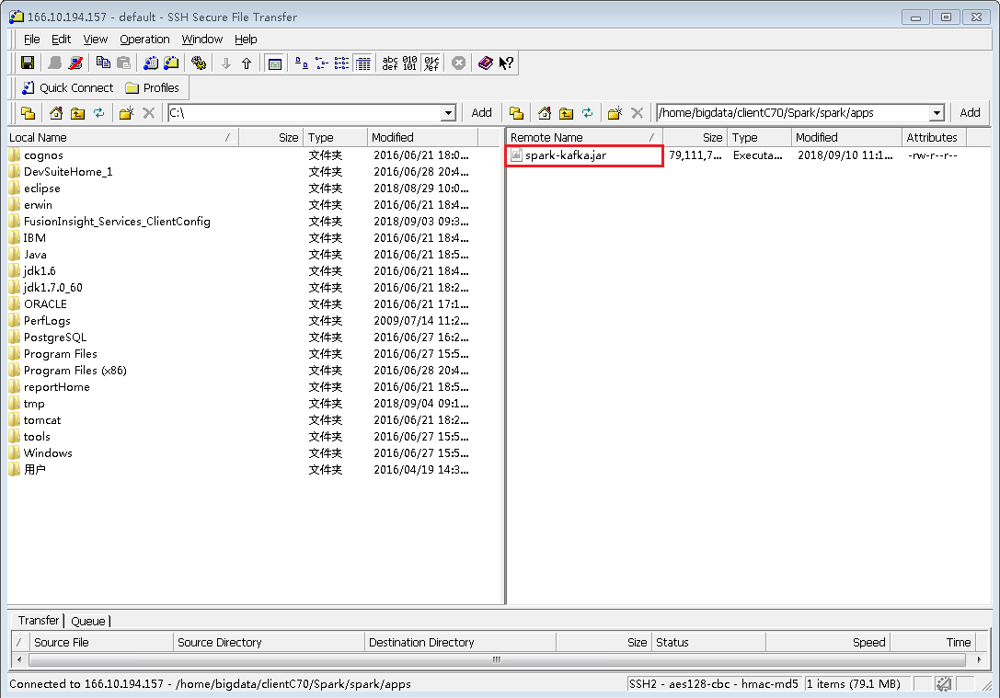 166.10.194.157 - default - SSH Secure File Transfer
File Edit View Operation Window Help
abc def 010 101
Quick Connect Profiles
C:\ Add /home/bigdata/clientC70/Spark/spark/apps Add
Local Name / Size Type Modified
cognos 文件夹 2016/06/21 18:0...
DevSuiteHome_1 文件夹 2016/06/28 20:4...
eclipse 文件夹 2018/08/29 10:0...
erwin 文件夹 2016/06/21 18:4...
FusionInsight_Services_ClientConfig 文件夹 2018/09/03 09:3...
IBM 文件夹 2016/06/21 18:4...
Java 文件夹 2016/06/21 18:5...
jdk1.6 文件夹 2016/06/21 18:4...
jdk1.7.0_60 文件夹 2016/06/21 18:2...
ORACLE 文件夹 2016/06/21 17:1...
PerfLogs 文件夹 2009/07/14 11:2...
PostgreSQL 文件夹 2016/06/27 16:2...
Program Files 文件夹 2016/06/27 15:5...
Program Files (x86) 文件夹 2016/06/28 20:4...
reportHome 文件夹 2016/06/21 18:5...
tmp 文件夹 2018/09/04 09:1...
tomcat 文件夹 2016/06/21 18:2...
tools 文件夹 2016/06/27 15:5...
Windows 文件夹 2016/06/27 15:5...
用户 文件夹 2016/04/19 14:3...
Remote Name / Size Type Modified Attributes
spark-kafka.jar 79,111,7... Executa... 2018/09/10 11:1... -rw-r--r--
Transfer Queue
/ Source File Source Directory Destination Directory Size Status Speed Time
Connected to 166.10.194.157 - /home/bigdata/clientC70/Spark/spark/apps SSH2 - aes128-cbc - hmac-md5 1 items (79.1 MB)